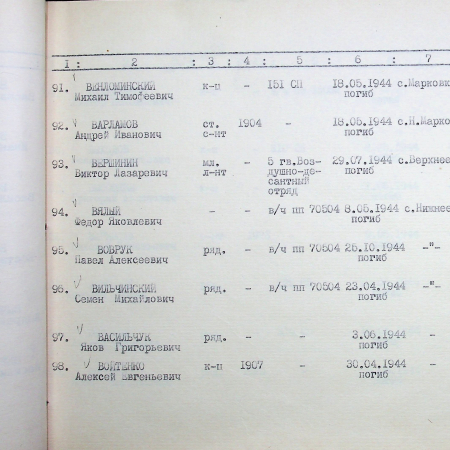 1 : 2 : 3 : 4 : 5 : 6 : 7
91. ВЕНДОМИНСКИЙ к-ц - 151 СП 18.05.1944 с.Марков
Михаил Тимофеевич погиб
92. ВАРЛАМОВ ст. 1904 - 18.05.1944 с.Н.Марко
Андрей Иванович с-нт погиб
93. ВЕРШИНИН мл. - 5 гв.Воз- 29.07.1944 с.Верхнее
Виктор Лазаревич л-нт душно-де- погиб
сантный
отряд
94. ВЯЛЫЙ - - в/ч пп 70504 8.05.1944 с.Нижнее
Федор Яковлевич погиб
95. БОБРУК ряд. - в/ч пп 70504 26.10.1944 -"-
Павел Алексеевич погиб
96. ВИЛЬЧИНСКИЙ ряд. - в/ч пп 70504 23.04.1944 -"-
Семен Михайлович погиб
97. ВАСИЛЬЧУК ряд. - - 3.06.1944 -
Яков Григорьевич погиб
98. ВОЙТЕНКО к-ц 1907 - 30.04.1944 -
Алексей Евгеньевич погиб